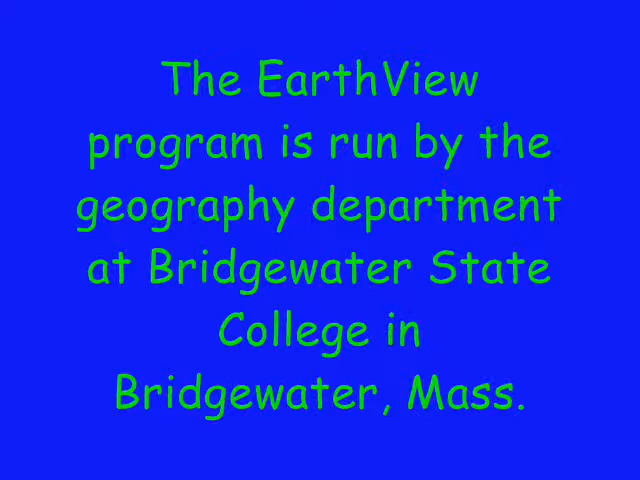 The EarthView
program is run by the
geography department
at Bridgewater State
College in
Bridgewater, Mass.